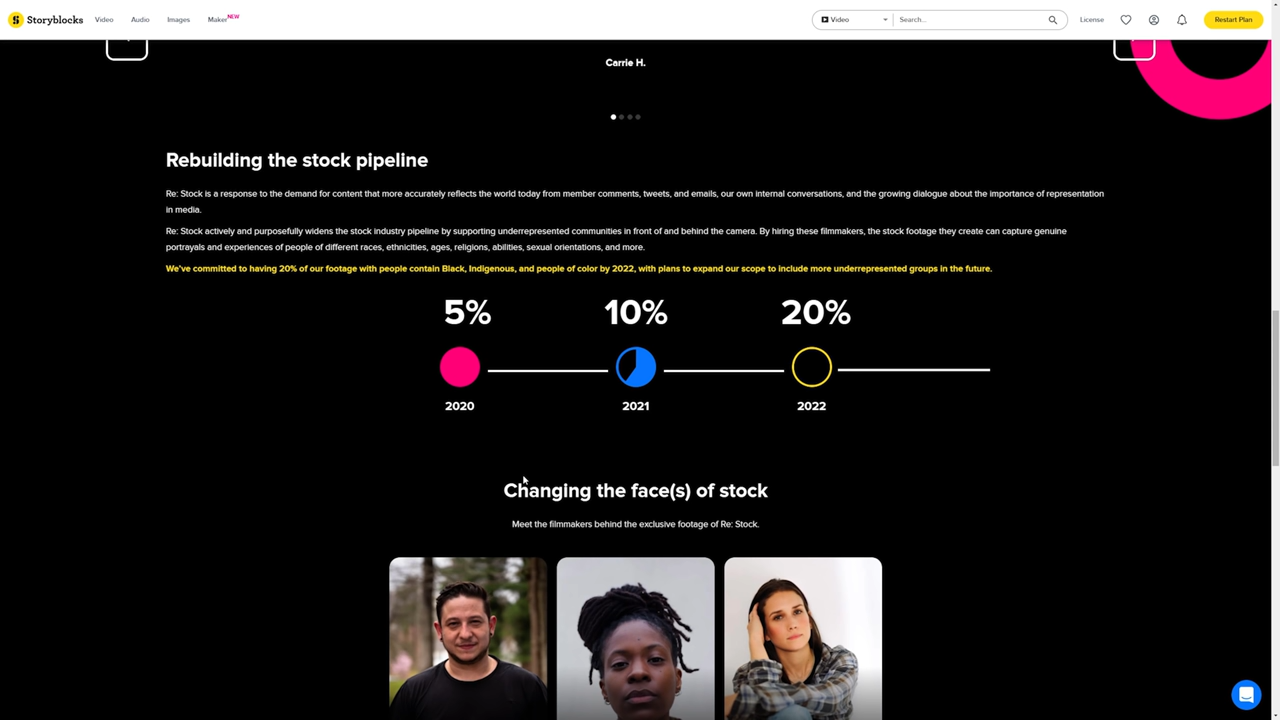 Storyblocks
Video
Audio
Images
Maker NEW
Video
Search...
License
Restart Plan
Carrie H.
Rebuilding the stock pipeline
Re: Stock is a response to the demand for content that more accurately reflects the world today from member comments, tweets, and emails, our own internal conversations, and the growing dialogue about the importance of representation
in media.
Re: Stock actively and purposefully widens the stock industry pipeline by supporting underrepresented communities in front of and behind the camera. By hiring these filmmakers, the stock footage they create can capture genuine
portrayals and experiences of people of different races, ethnicities, ages, religions, abilities, sexual orientations, and more.
We've committed to having 20% of our footage with people contain Black, Indigenous, and people of color by 2022, with plans to expand our scope to include more underrepresented groups in the future.
5%
10%
20%
2020
2021
2022
Changing the face(s) of stock
Meet the filmmakers behind the exclusive footage of Re: Stock.